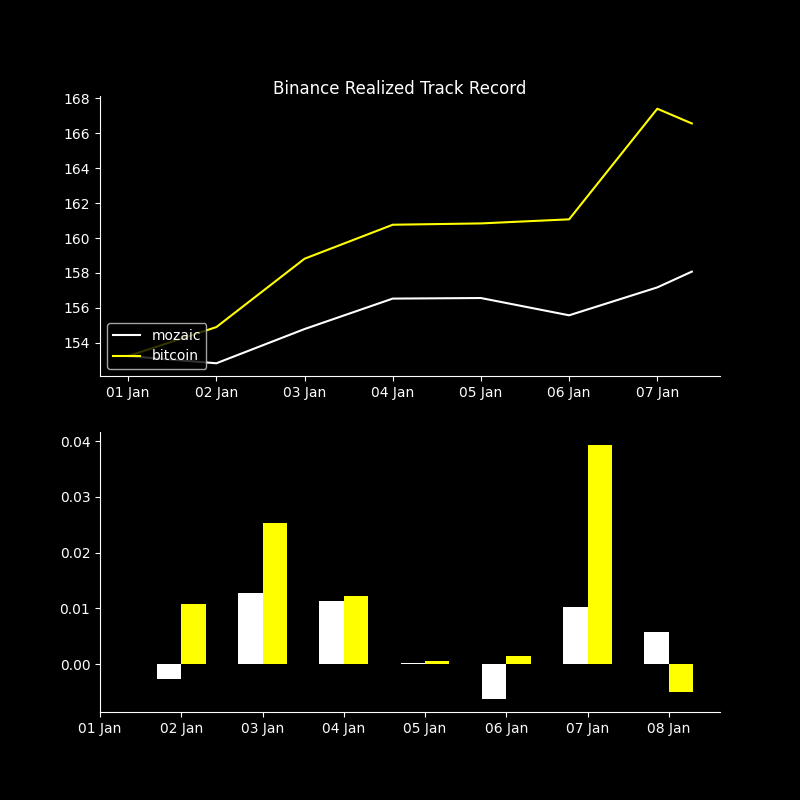 Binance Realized Track Record
168
166
164
162
160
158
156
154
mozaic
bitcoin
01 Jan 02 Jan 03 Jan 04 Jan 05 Jan 06 Jan 07 Jan
0.04
0.03
0.02
0.01
0.00
01 Jan 02 Jan 03 Jan 04 Jan 05 Jan 06 Jan 07 Jan 08 Jan